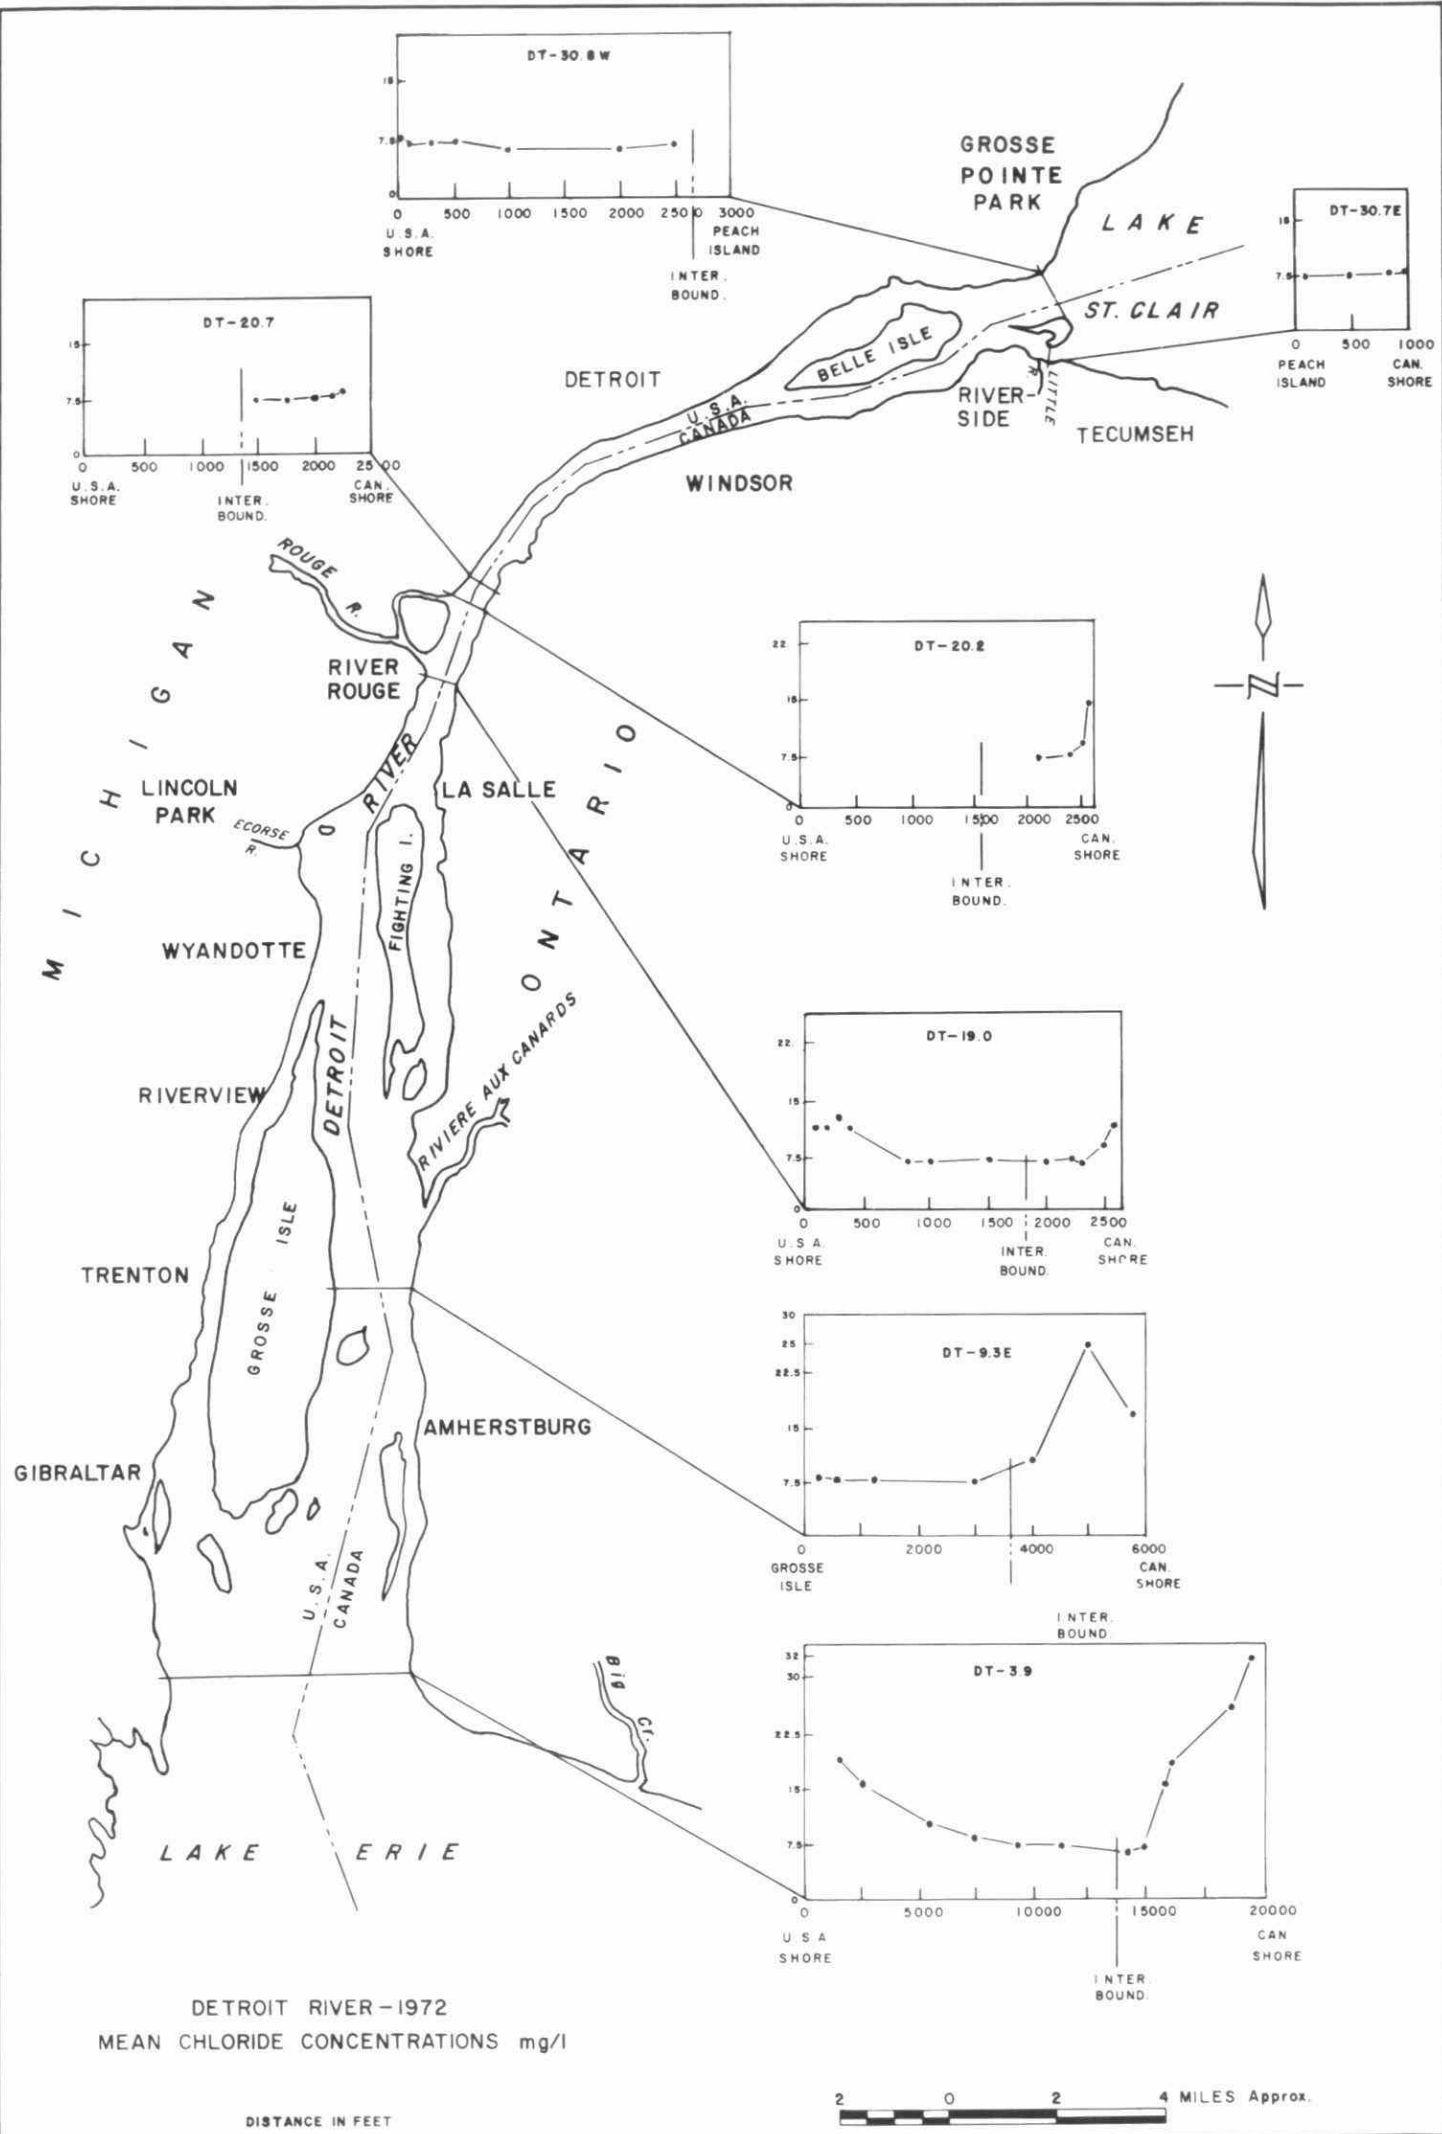 DT-30.8W
15
7.5
0
0 500 1000 1500 2000 2500 3000
U.S.A. SHORE
PEACH ISLAND
INTER. BOUND.
GROSSE
POINTE
PARK
LAKE
ST. CLAIR
DT-30.7E
15
7.5
0 500 1000
PEACH ISLAND
CAN. SHORE
DT-20.7
15
7.5
0
0 500 1000 1500 2000 2500
U.S.A. SHORE
INTER. BOUND.
CAN. SHORE
DETROIT
BELLE ISLE
U.S.A.
CANADA
RIVER-
SIDE
LITTLE
R.
TECUMSEH
WINDSOR
ROUGE R.
MICHIGAN
RIVER
ROUGE
DT-20.2
22
15
7.5
0
0 500 1000 1500 2000 2500
U.S.A. SHORE
CAN. SHORE
INTER. BOUND.
N
LINCOLN
PARK
ECORSE
R.
DETROIT RIVER
LA SALLE
ONTARIO
FIGHTING I.
WYANDOTTE
RIVERVIEW
RIVIERE AUX CANARDS
DT-19.0
22.
15
7.5
0
0 500 1000 1500 2000 2500
U.S.A. SHORE
INTER. BOUND.
CAN. SHORE
GROSSE ISLE
TRENTON
DT-9.3E
30
25
22.5
15
7.5
0 2000 4000 6000
GROSSE ISLE
CAN. SHORE
INTER. BOUND
AMHERSTBURG
GIBRALTAR
U.S.A.
CANADA
DT-3.9
32
30
22.5
15
7.5
0
0 5000 10000 15000 20000
U.S.A SHORE
CAN SHORE
INTER. BOUND.
Big Cr.
LAKE ERIE
DETROIT RIVER-1972
MEAN CHLORIDE CONCENTRATIONS mg/l
DISTANCE IN FEET
2 0 2 4 MILES Approx.